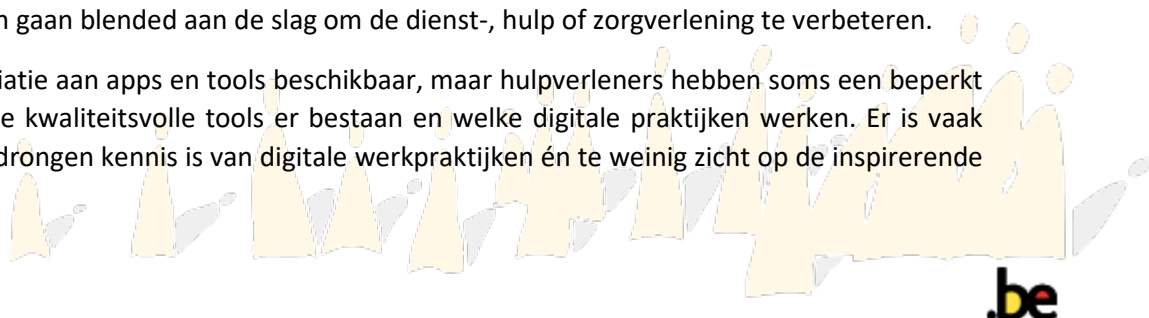 gaan blended aan de slag om de dienst-, hulp of zorgverlening te verbeteren.
aan apps en tools beschikbaar, maar hulpverleners hebben soms een beperkt
kwaliteitsvolle tools er bestaan en welke digitale praktijken werken. Er is vaak
kennis is van digitale werkpraktijken én te weinig zicht op de inspirerende
.be